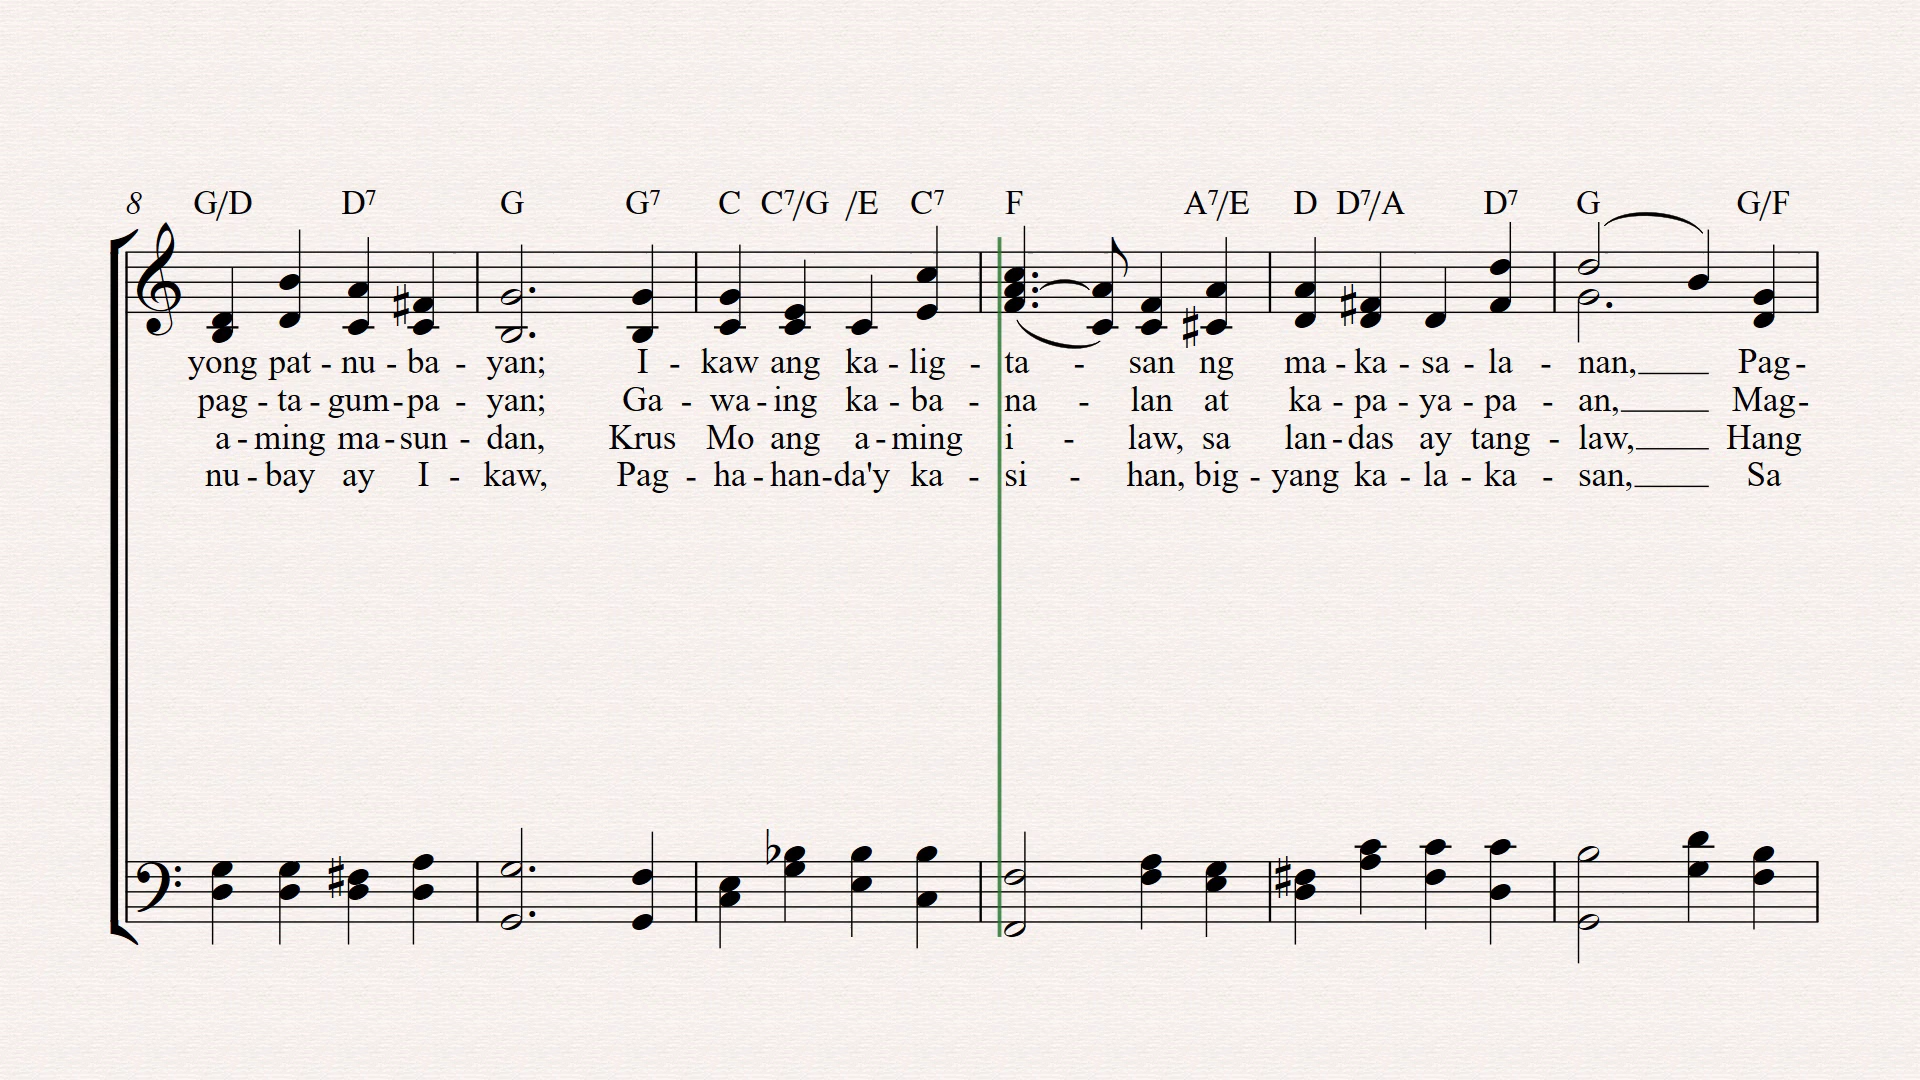 8 G/D D7 G G7 C C7/G /E C7 F A7/E D D7/A D7 G G/F
yong pat - nu - ba - yan; I - kaw ang ka - lig - ta - san ng ma - ka - sa - la - nan,____ Pag -
pag - ta - gum - pa - yan; Ga - wa - ing ka - ba - na - lan at ka - pa - ya - pa - an,____ Mag-
a - ming ma - sun - dan, Krus Mo ang a - ming i - law, sa lan - das ay tang - law,____ Hang
nu - bay ay I - kaw, Pag - ha - han - da'y ka - si - han, big - yang ka - la - ka - san,____ Sa